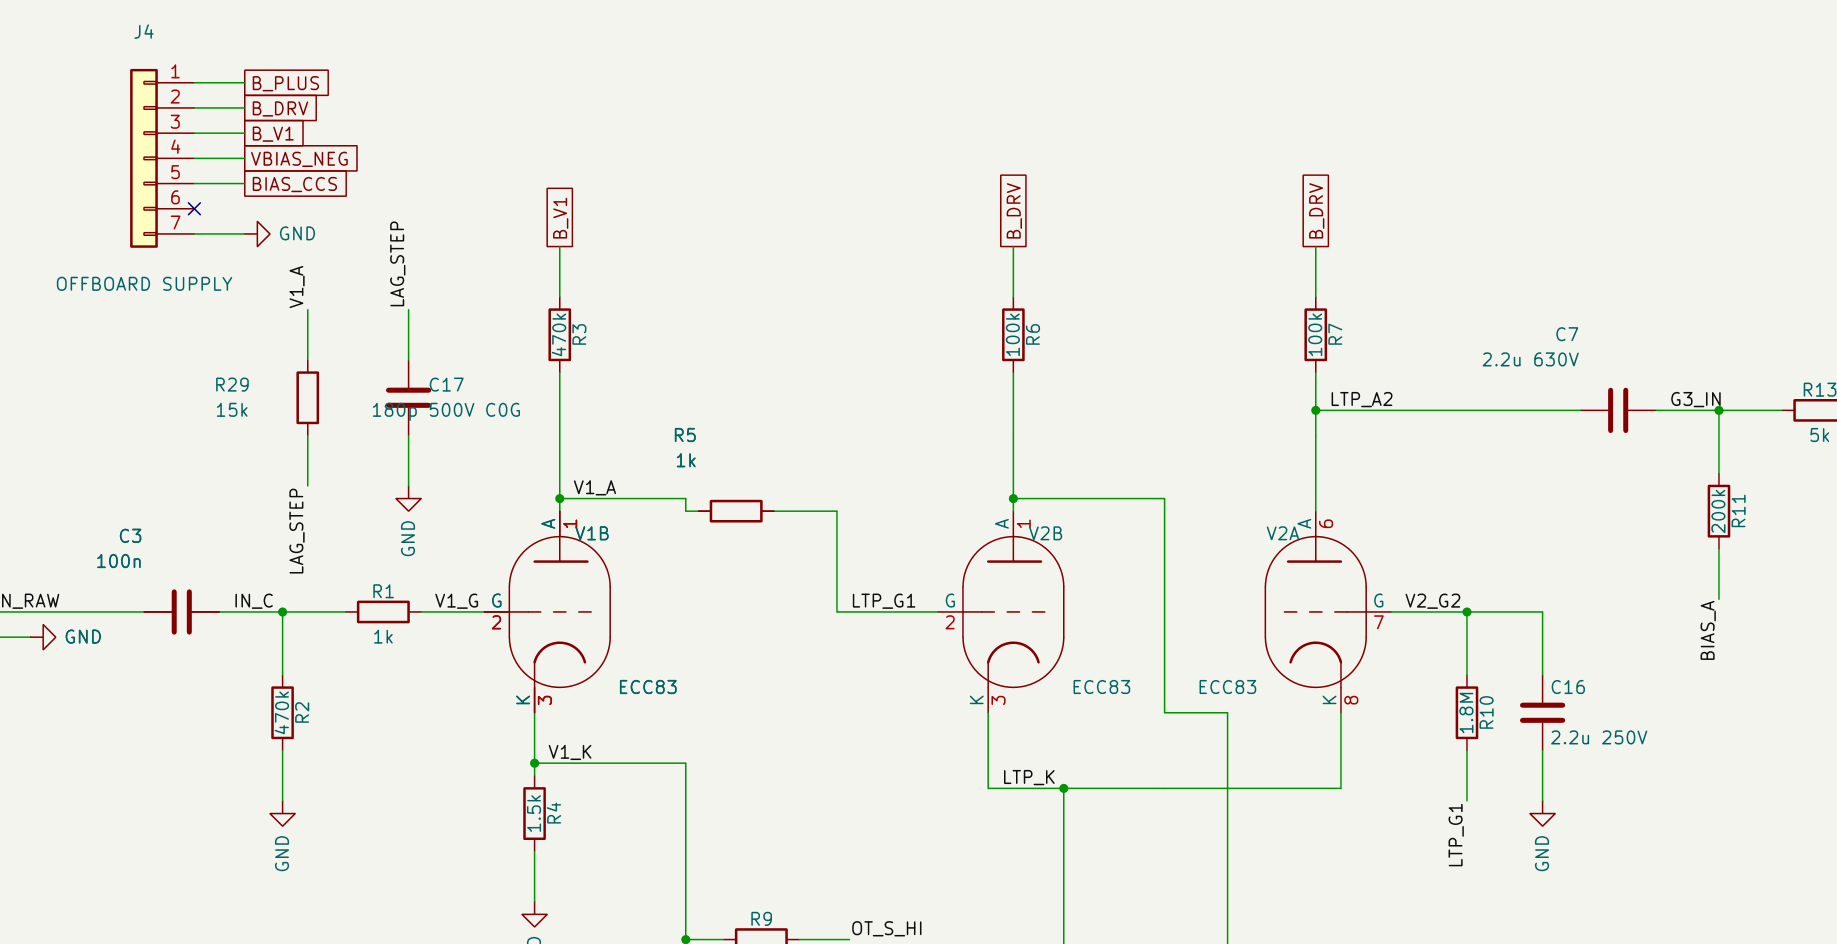 J4
1
B_PLUS
2
B_DRV
3
B_V1
4
VBIAS_NEG
5
BIAS_CCS
6
7
GND
OFFBOARD SUPPLY
V1_A
R29
15k
LAG_STEP
LAG_STEP
C17
180p 500V C0G
GND
B_V1
470k
R3
V1_A
R5
1k
A
1
V1B
B_DRV
100k
R6
A
1
V2B
B_DRV
100k
R7
LTP_A2
V2A
A
6
C7
2.2u 630V
G3_IN
R13
5k
200k
R11
BIAS_A
C3
100n
N_RAW
GND
IN_C
R1
1k
V1_G
G
2
470k
R2
GND
ECC83
K
3
V1_K
1.5k
R4
R9
OT_S_HI
LTP_G1
G
2
ECC83
K
3
LTP_K
ECC83
K
8
G
7
V2_G2
1.8M
R10
LTP_G1
C16
2.2u 250V
GND